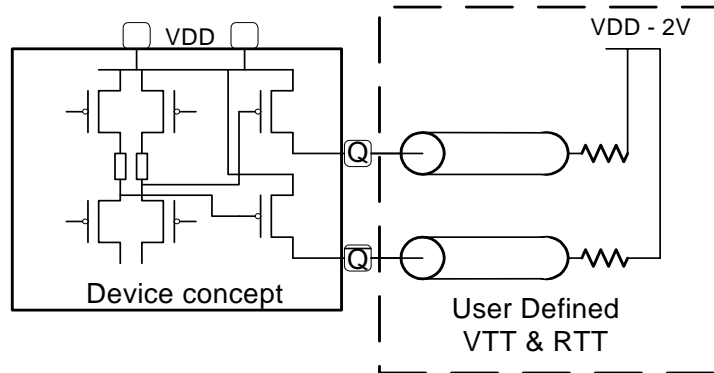 VDD
VDD - 2V
Q
Q̅
Device concept
User Defined
VTT & RTT